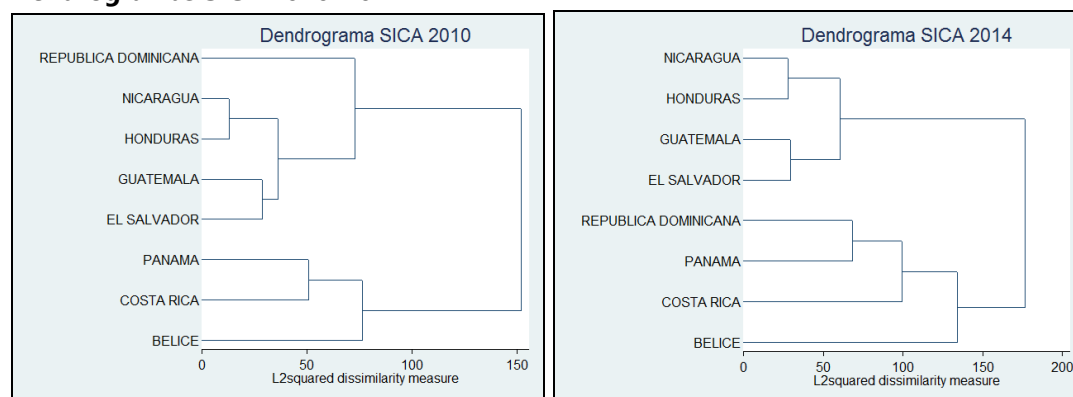 Dendrograma SICA 2010
REPUBLICA DOMINICANA
NICARAGUA
HONDURAS
GUATEMALA
EL SALVADOR
PANAMA
COSTA RICA
BELICE
0 50 100 150
L2squared dissimilarity measure
Dendrograma SICA 2014
NICARAGUA
HONDURAS
GUATEMALA
EL SALVADOR
REPUBLICA DOMINICANA
PANAMA
COSTA RICA
BELICE
0 50 100 150 200
L2squared dissimilarity measure